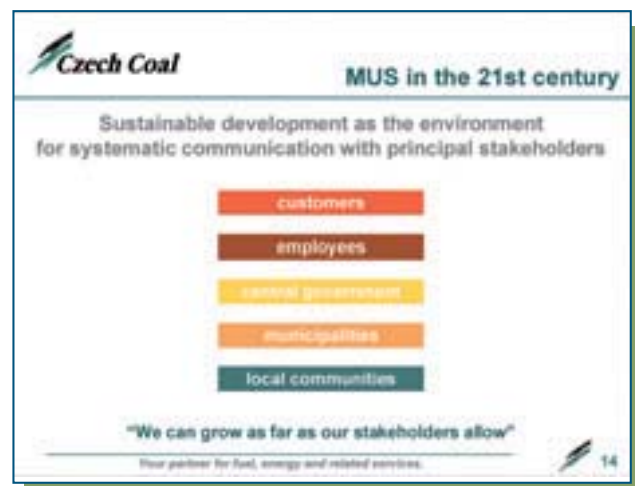 Czech Coal
MUS in the 21st century
Sustainable development as the environment
for systematic communication with principal stakeholders
customers
employees
central government
municipalities
local communities
"We can grow as far as our stakeholders allow"
Your partner for fuel, energy and related services.
14